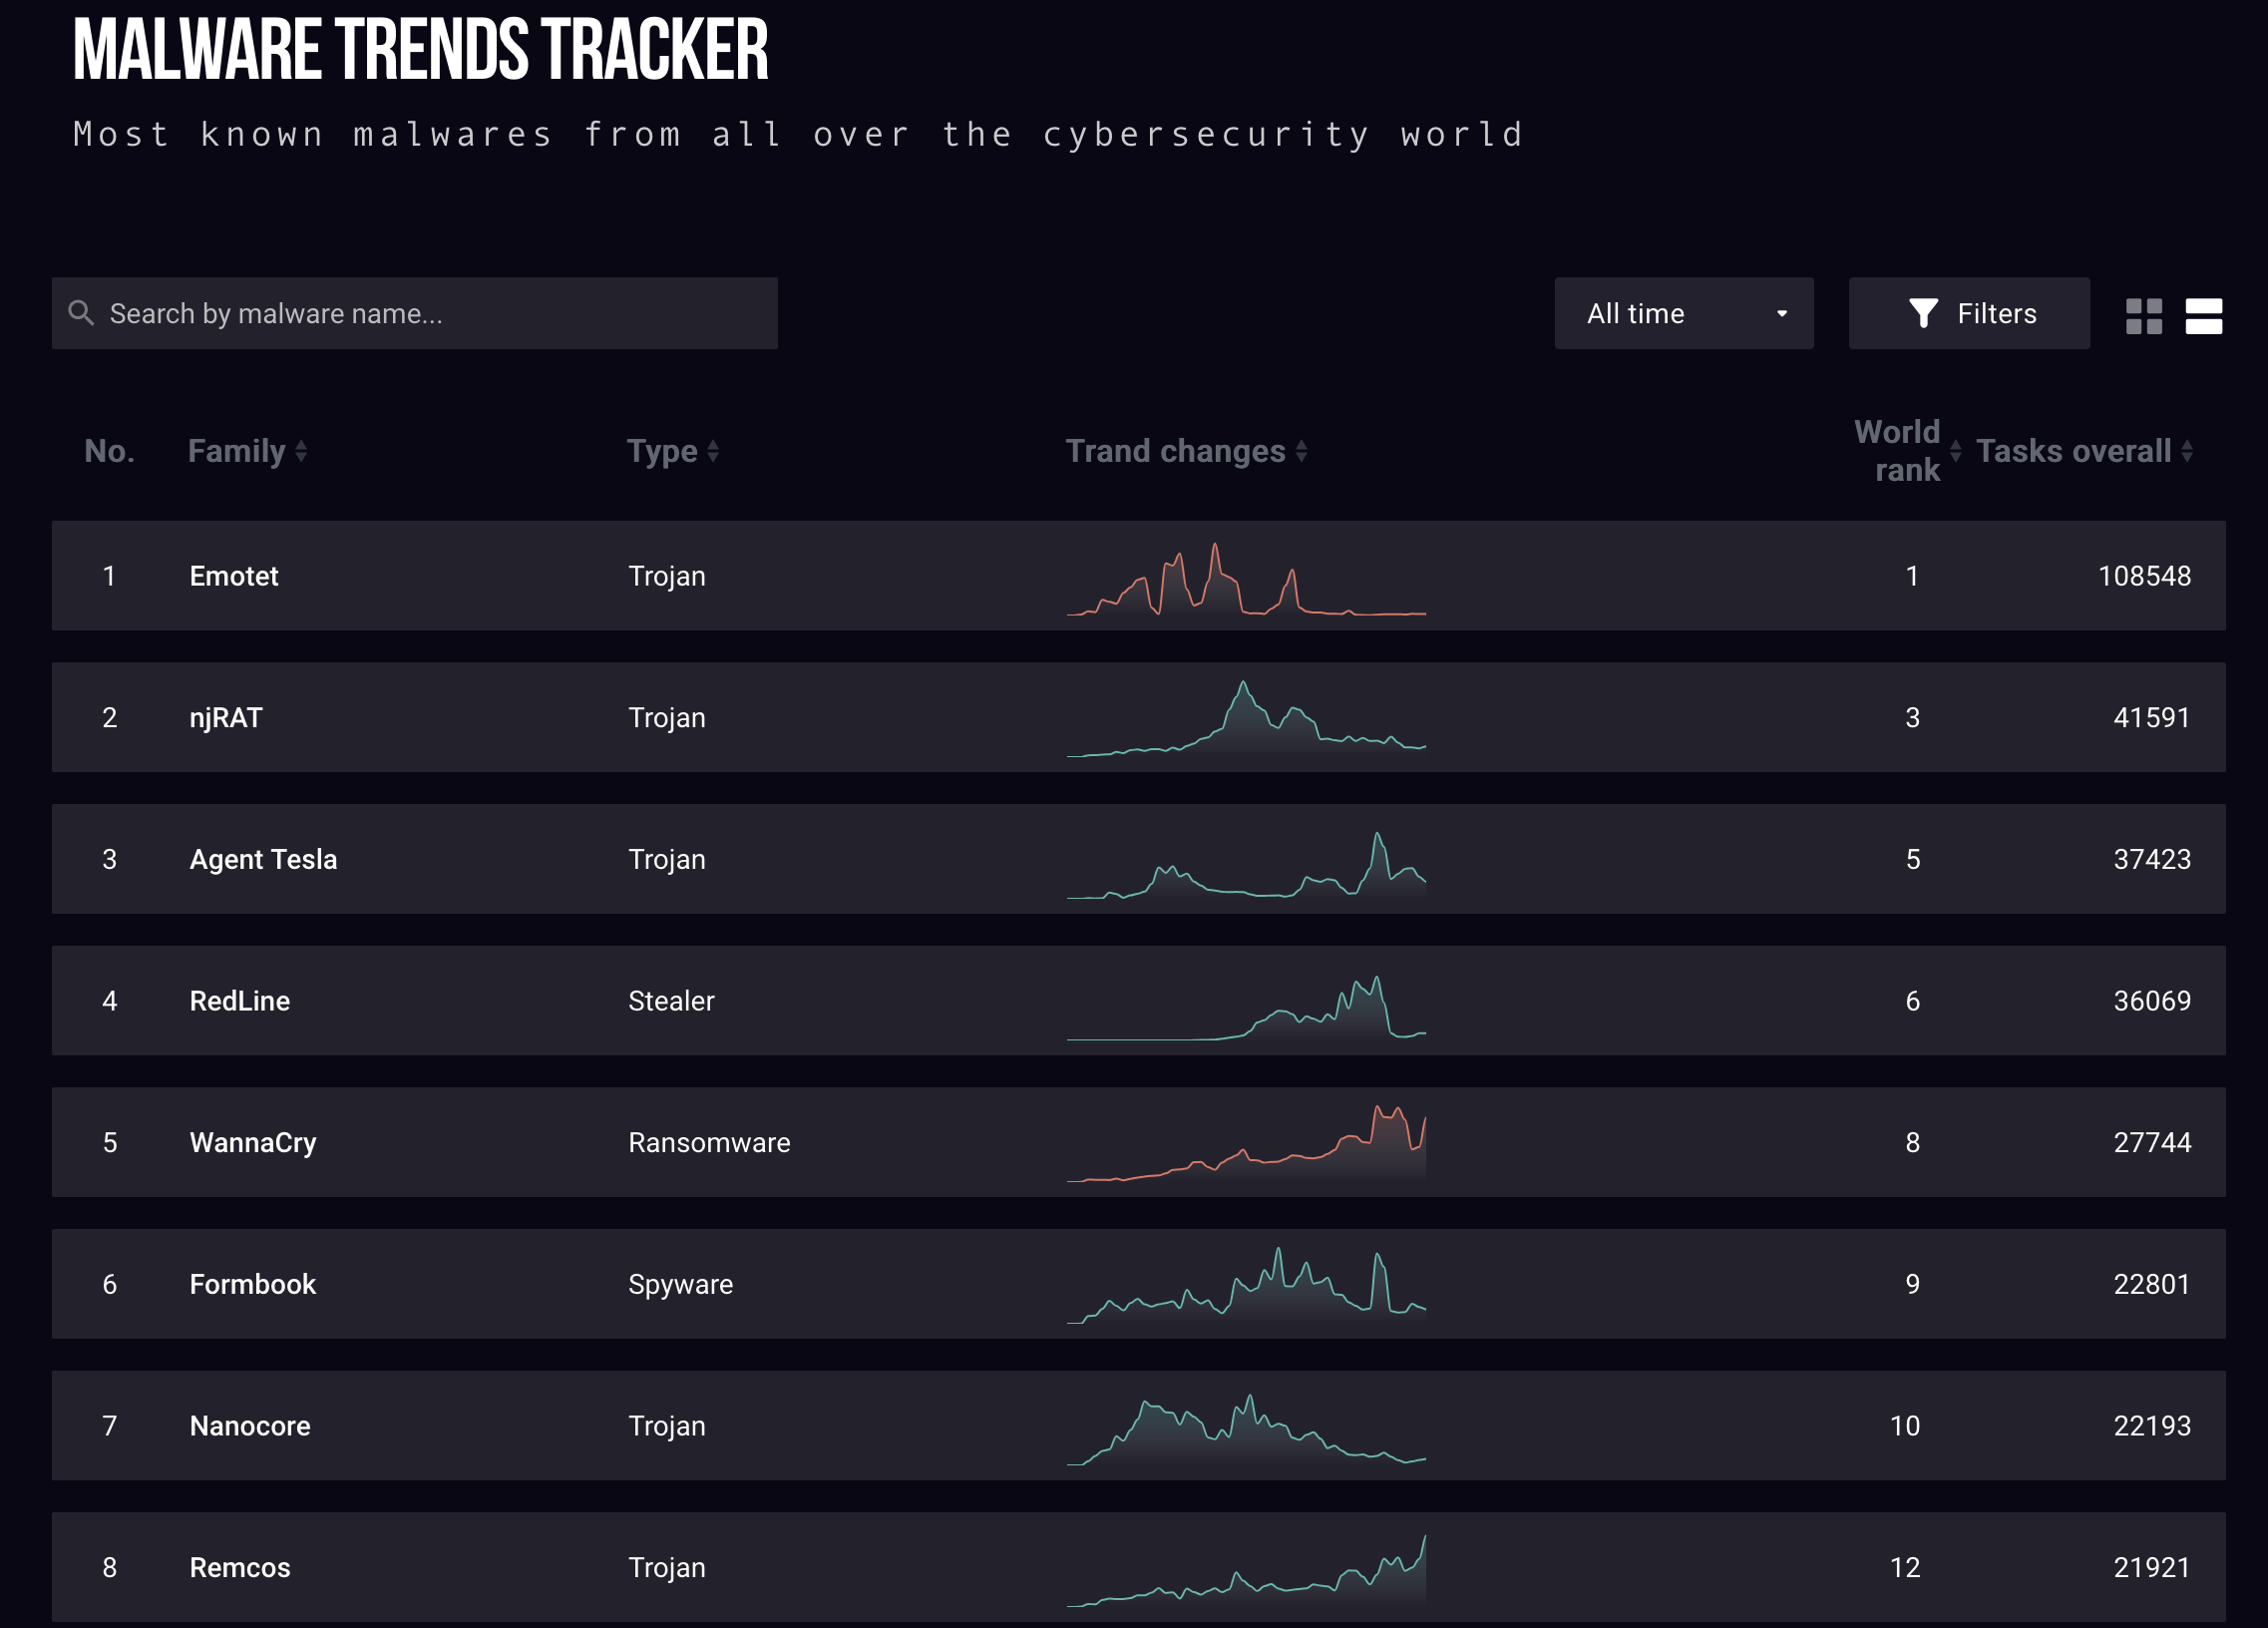 MALWARE TRENDS TRACKER
Most known malwares from all over the cybersecurity world
Search by malware name...
All time
Filters
No. Family Type Trand changes World rank Tasks overall
1 Emotet Trojan 1 108548
2 njRAT Trojan 3 41591
3 Agent Tesla Trojan 5 37423
4 RedLine Stealer 6 36069
5 WannaCry Ransomware 8 27744
6 Formbook Spyware 9 22801
7 Nanocore Trojan 10 22193
8 Remcos Trojan 12 21921